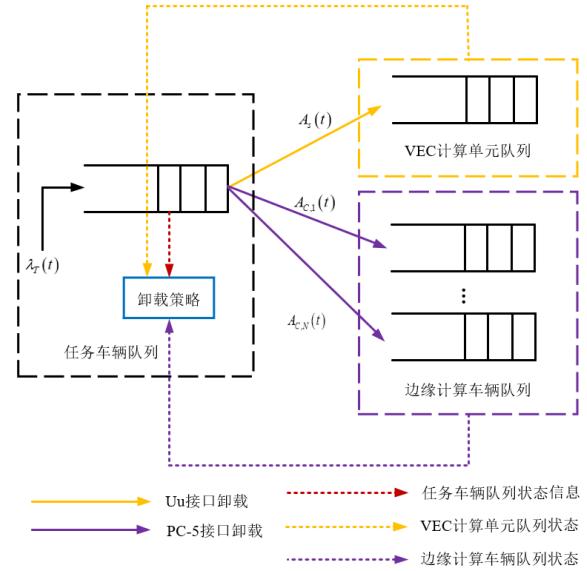 A_s(t)
VEC计算单元队列
A_{C,1}(t)
λ_T(t)
卸载策略
A_{C,N}(t)
任务车辆队列
边缘计算车辆队列
Uu接口卸载
任务车辆队列状态信息
PC-5接口卸载
VEC计算单元队列状态
边缘计算车辆队列状态